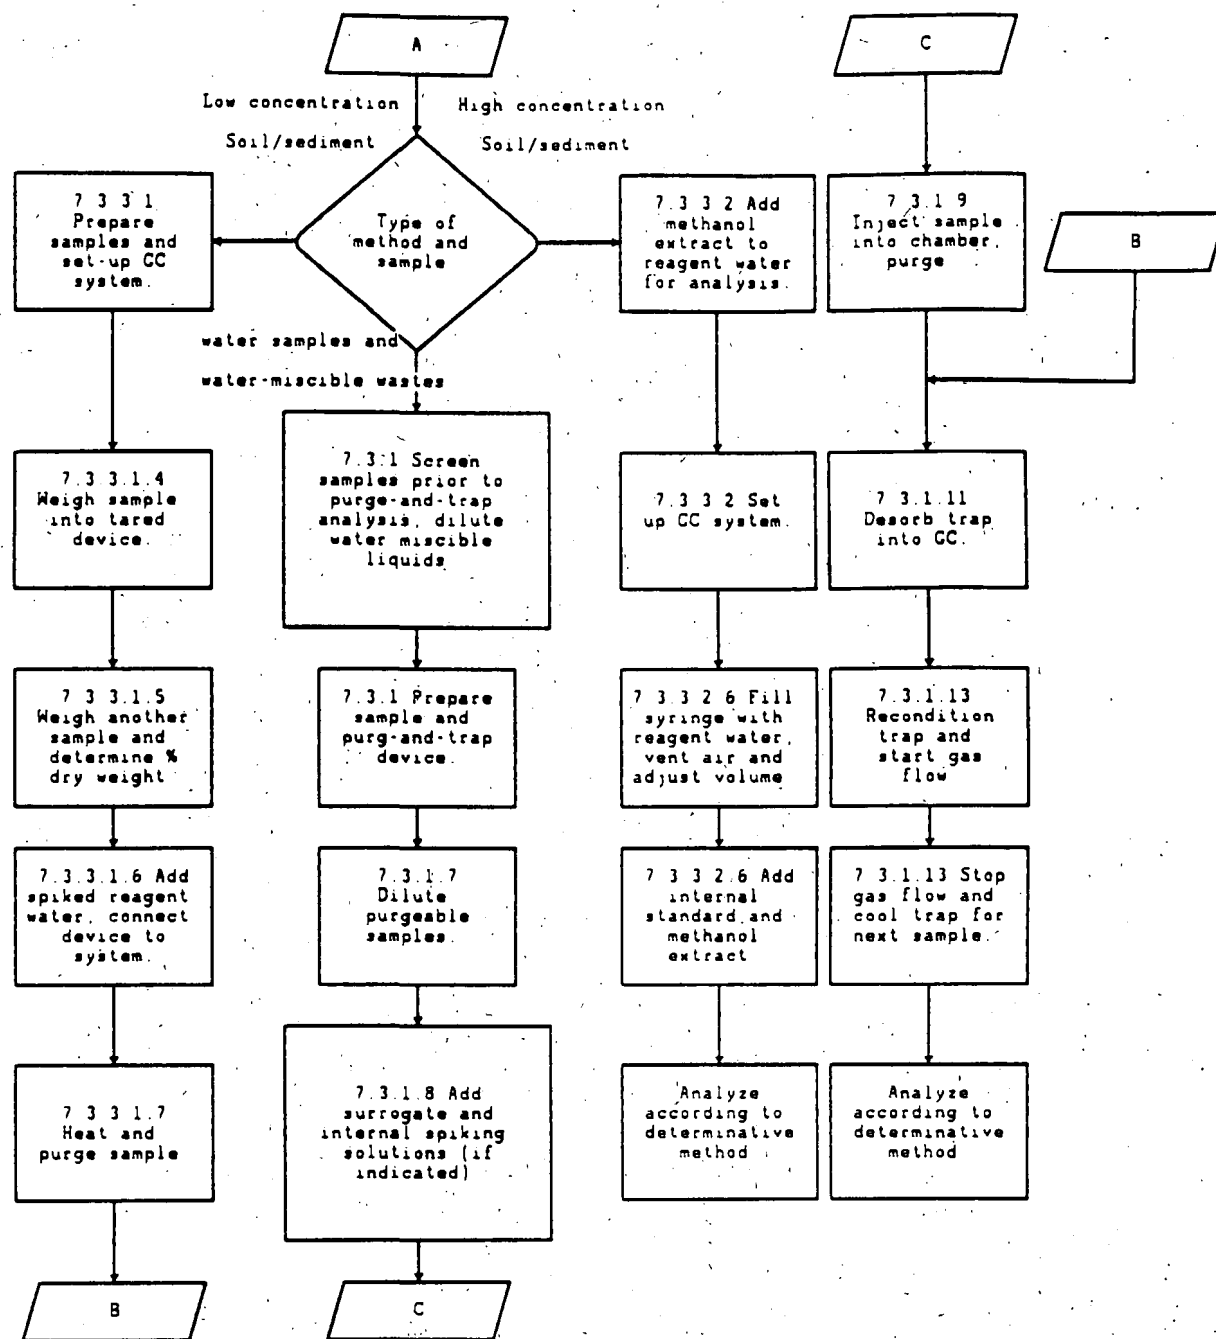 A
C
Low concentration
High concentration
Soil/sediment
Soil/sediment
7 3 3 1
Prepare
samples and
set-up GC
system.
Type of
method and
sample
7.3 3 2 Add
methanol
extract to
reagent water
for analysis.
7 3.1 9
Inject sample
into chamber,
purge
B
water samples and
water-miscible wastes
7.3 3.1.4
Weigh sample
into tared
device.
7.3.1 Screen
samples prior to
purge-and-trap
analysis, dilute
water miscible
liquids
7.3 3 2 Set
up GC system.
7 3.1.11
Desorb trap
into GC.
7 3 3.1.5
Weigh another
sample and
determine %
dry weight
7.3.1 Prepare
sample and
purg-and-trap
device.
7 3.3 2 6 Fill
syringe with
reagent water,
vent air and
adjust volume
7.3.1.13
Recondition
trap and
start gas
flow
7.3.3.1.6 Add
spiked reagent
water, connect
device to
system.
7.3.1.7
Dilute
purgeable
samples.
7 3 3 2.6 Add
internal
standard and
methanol
extract
7 3.1.13 Stop
gas flow and
cool trap for
next sample.
7 3 3 1.7
Heat and
purge sample
7.3.1.8 Add
surrogate and
internal spiking
solutions (if
indicated)
Analyze
according to
determinative
method
Analyze
according to
determinative
method
B
C